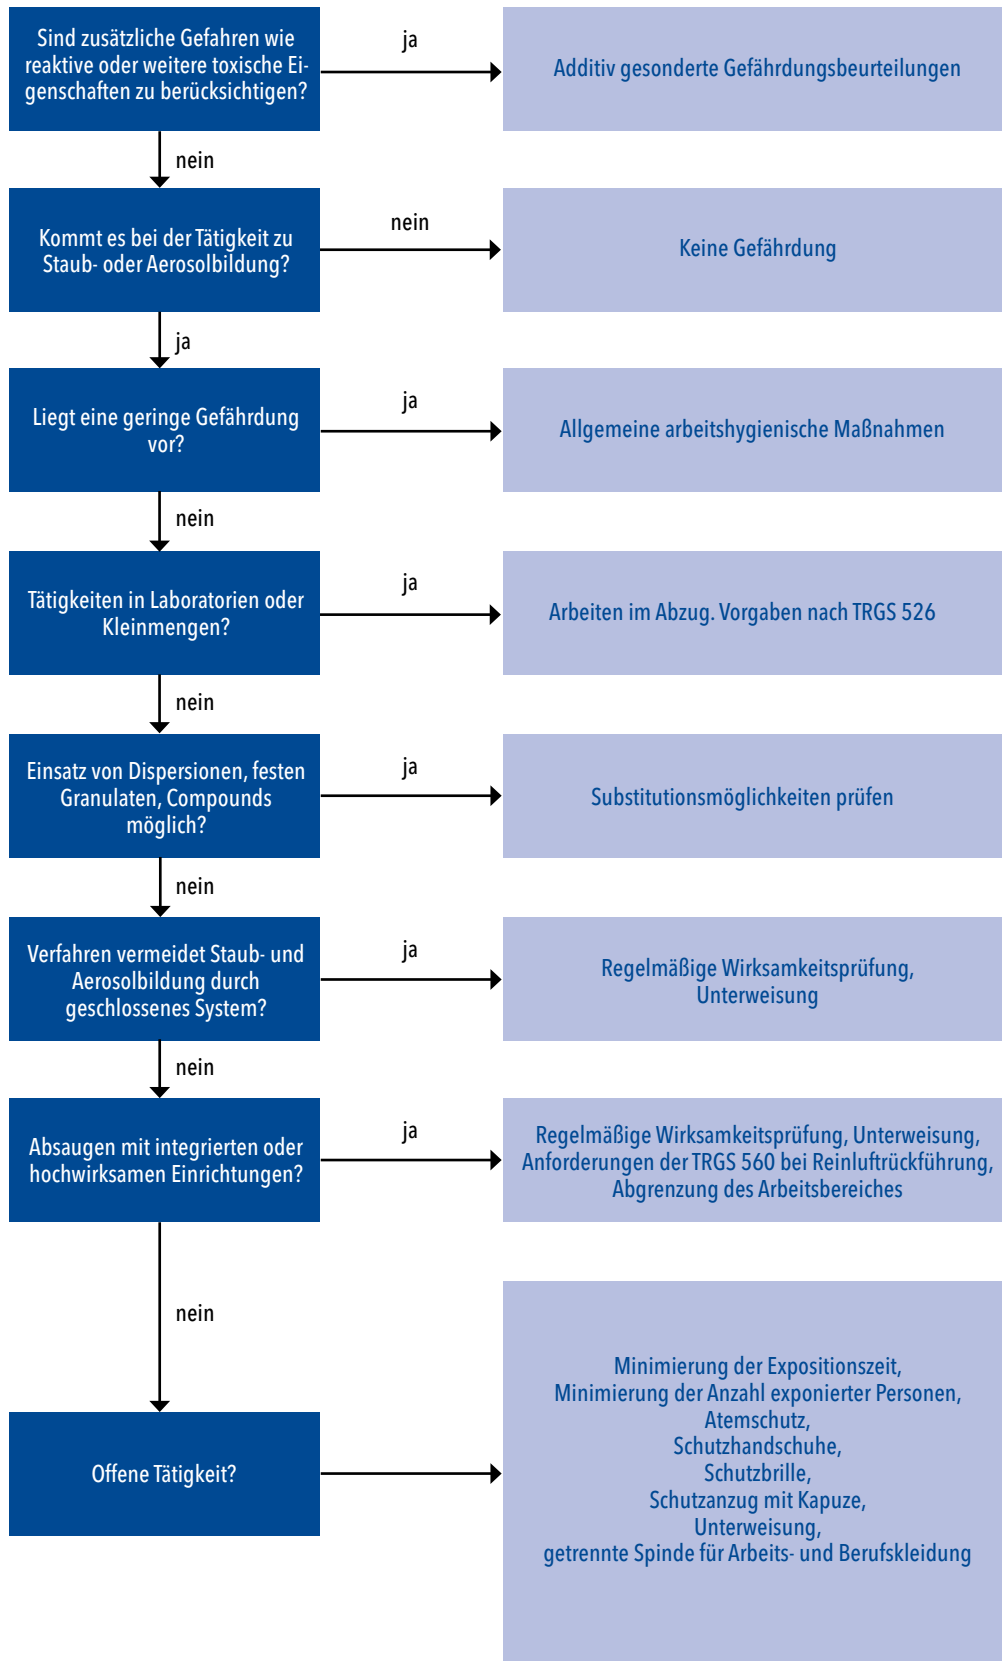 Sind zusätzliche Gefahren wie
reaktive oder weitere toxische Ei-
genschaften zu berücksichtigen?
ja
Additiv gesonderte Gefährdungsbeurteilungen
nein
Kommt es bei der Tätigkeit zu
Staub- oder Aerosolbildung?
nein
Keine Gefährdung
ja
Liegt eine geringe Gefährdung
vor?
ja
Allgemeine arbeitshygienische Maßnahmen
nein
Tätigkeiten in Laboratorien oder
Kleinmengen?
ja
Arbeiten im Abzug. Vorgaben nach TRGS 526
nein
Einsatz von Dispersionen, festen
Granulaten, Compounds
möglich?
ja
Substitutionsmöglichkeiten prüfen
nein
Verfahren vermeidet Staub- und
Aerosolbildung durch
geschlossenes System?
ja
Regelmäßige Wirksamkeitsprüfung,
Unterweisung
nein
Absaugen mit integrierten oder
hochwirksamen Einrichtungen?
ja
Regelmäßige Wirksamkeitsprüfung, Unterweisung,
Anforderungen der TRGS 560 bei Reinluftrückführung,
Abgrenzung des Arbeitsbereiches
nein
Offene Tätigkeit?
Minimierung der Expositionszeit,
Minimierung der Anzahl exponierter Personen,
Atemschutz,
Schutzhandschuhe,
Schutzbrille,
Schutzanzug mit Kapuze,
Unterweisung,
getrennte Spinde für Arbeits- und Berufskleidung